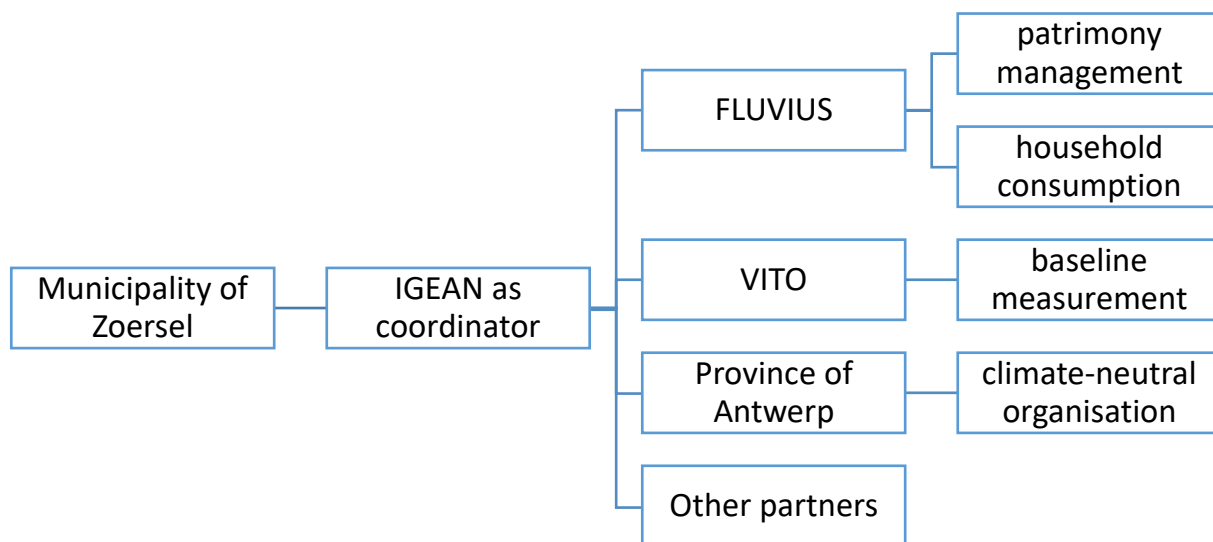 Municipality of
Zoersel
IGEAN as
coordinator
FLUVIUS
patrimony
management
household
consumption
VITO
baseline
measurement
Province of
Antwerp
climate-neutral
organisation
Other partners